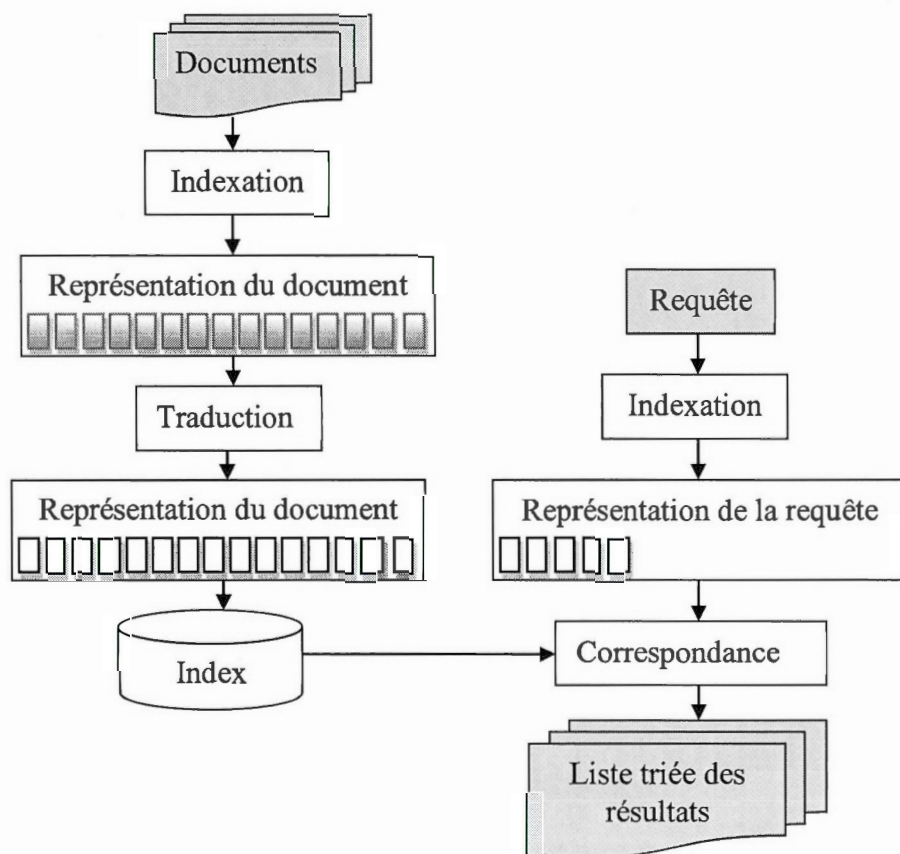 Documents
Indexation
Représentation du document
Traduction
Représentation du document
Index
Requête
Indexation
Représentation de la requête
Correspondance
Liste triée des
résultats